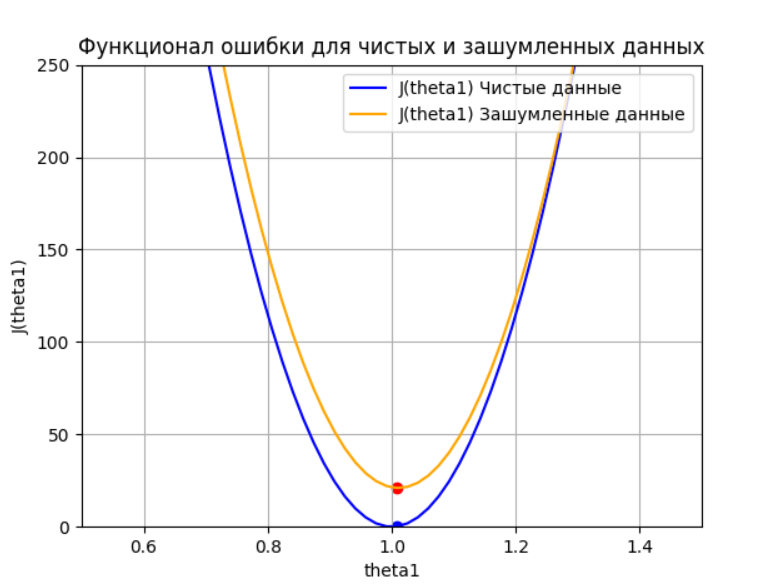 Функционал ошибки для чистых и зашумленных данных
J(theta1) Чистые данные
J(theta1) Зашумленные данные
J(theta1)
250
200
150
100
50
0
0.6 0.8 1.0 1.2 1.4
theta1